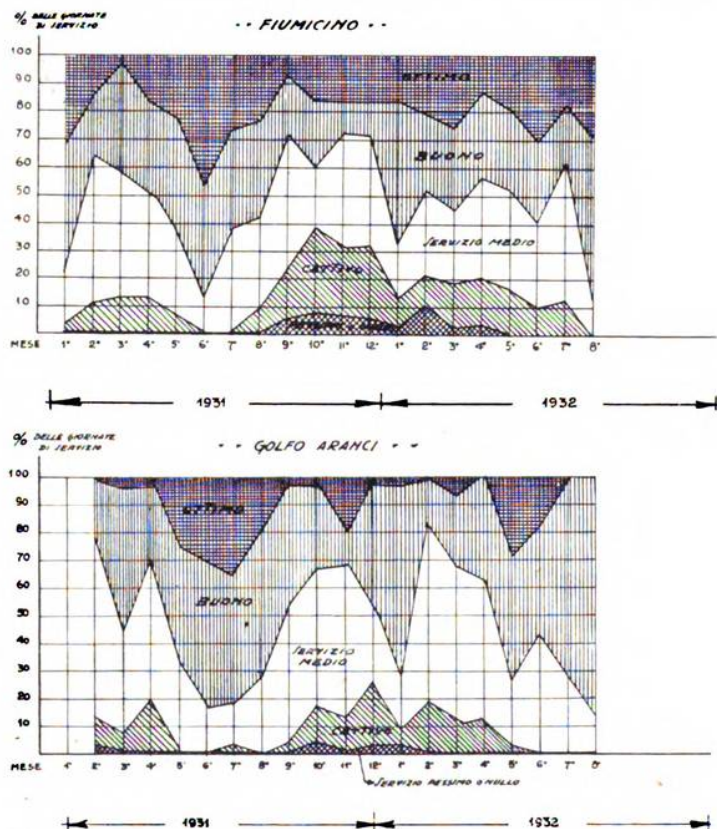 % DELLE GIORNATE
DI SERVIZIO
-- FIUMICINO --
100
90
80
70
60
50
40
30
20
10
OTTIMO
BUONO
SERVIZIO MEDIO
CATTIVO
MESE 1° 2° 3° 4° 5° 6° 7° 8° 9° 10° 11° 12° 1° 2° 3° 4° 5° 6° 7° 8°
1931 1932
% DELLE GIORNATE
DI SERVIZIO
-- GOLFO ARANCI --
100
90
80
70
60
50
40
30
20
10
OTTIMO
BUONO
SERVIZIO
MEDIO
CATTIVO
MESE 1° 2° 3° 4° 5° 6° 7° 8° 9° 10° 11° 12° 1° 2° 3° 4° 5° 6° 7° 8°
SERVIZIO PESSIMO O NULLO
1931 1932